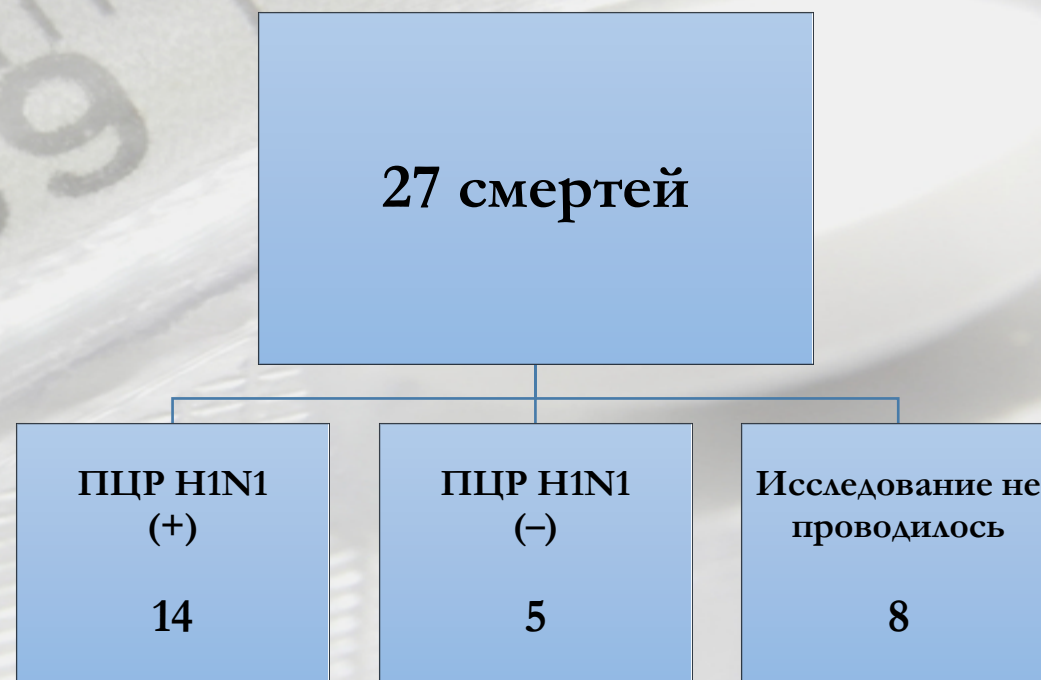 27 смертей
ПЦР H1N1
(+)
14
ПЦР H1N1
(–)
5
Исследование не
проводилось
8